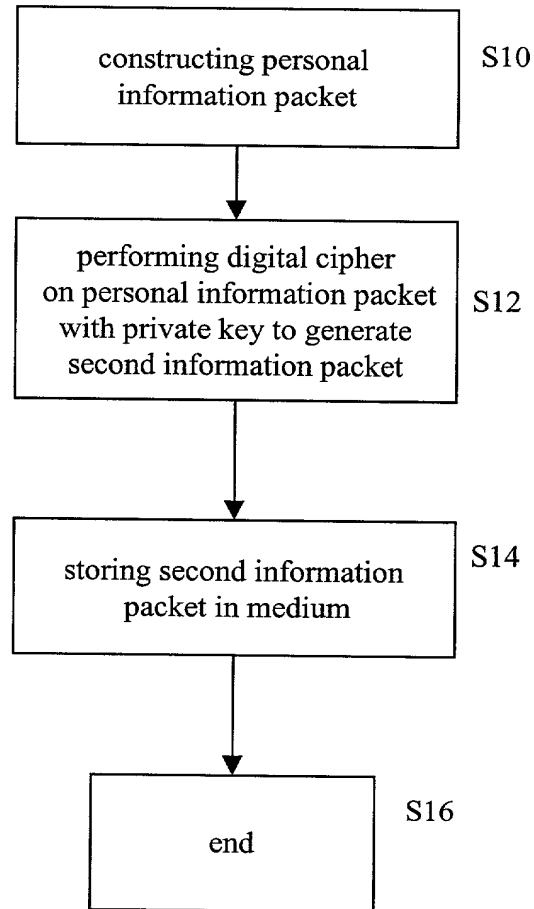 constructing personal
information packet
S10
performing digital cipher
on personal information packet
with private key to generate
second information packet
S12
storing second information
packet in medium
S14
end
S16